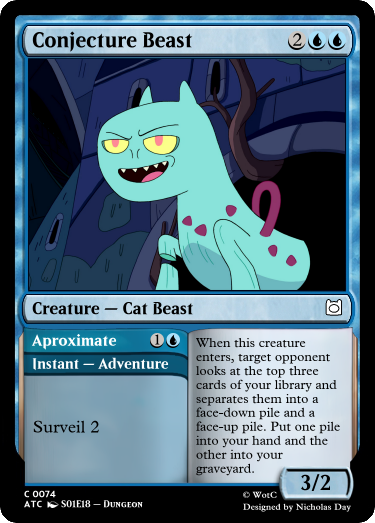 Conjecture Beast 2
Creature — Cat Beast
Aproximate 1
Instant — Adventure
Surveil 2
When this creature
enters, target opponent
looks at the top three
cards of your library and
separates them into a
face-down pile and a
face-up pile. Put one pile
into your hand and the
other into your
graveyard.
3/2
C 0074
ATC S01E18 – Dungeon
© WotC
Designed by Nicholas Day